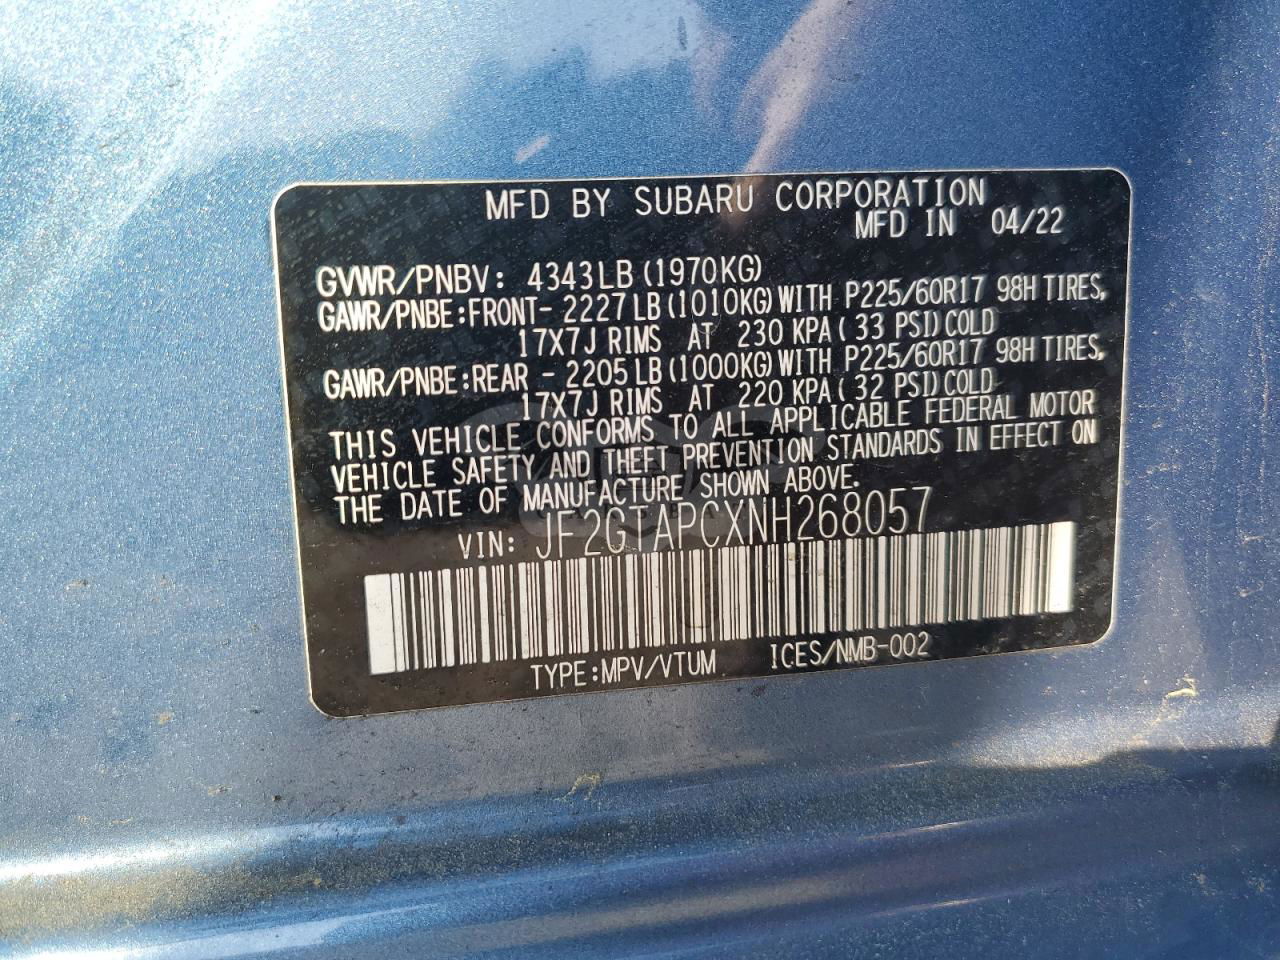 MFD BY SUBARU CORPORATION
MFD IN 04/22
GVWR/PNBV: 4343LB (1970KG)
GAWR/PNBE:FRONT- 2227LB (1010KG) WITH P225/60R17 98H TIRES,
17X7J RIMS AT 230 KPA ( 33 PSI) COLD
GAWR/PNBE:REAR - 2205LB (1000KG) WITH P225/60R17 98H TIRES,
17X7J RIMS AT 220 KPA ( 32 PSI) COLD
THIS VEHICLE CONFORMS TO ALL APPLICABLE FEDERAL MOTOR
VEHICLE SAFETY AND THEFT PREVENTION STANDARDS IN EFFECT ON
THE DATE OF MANUFACTURE SHOWN ABOVE.
VIN: JF2GTAPCXNH268057
TYPE:MPV/VTUM ICES/NMB-002